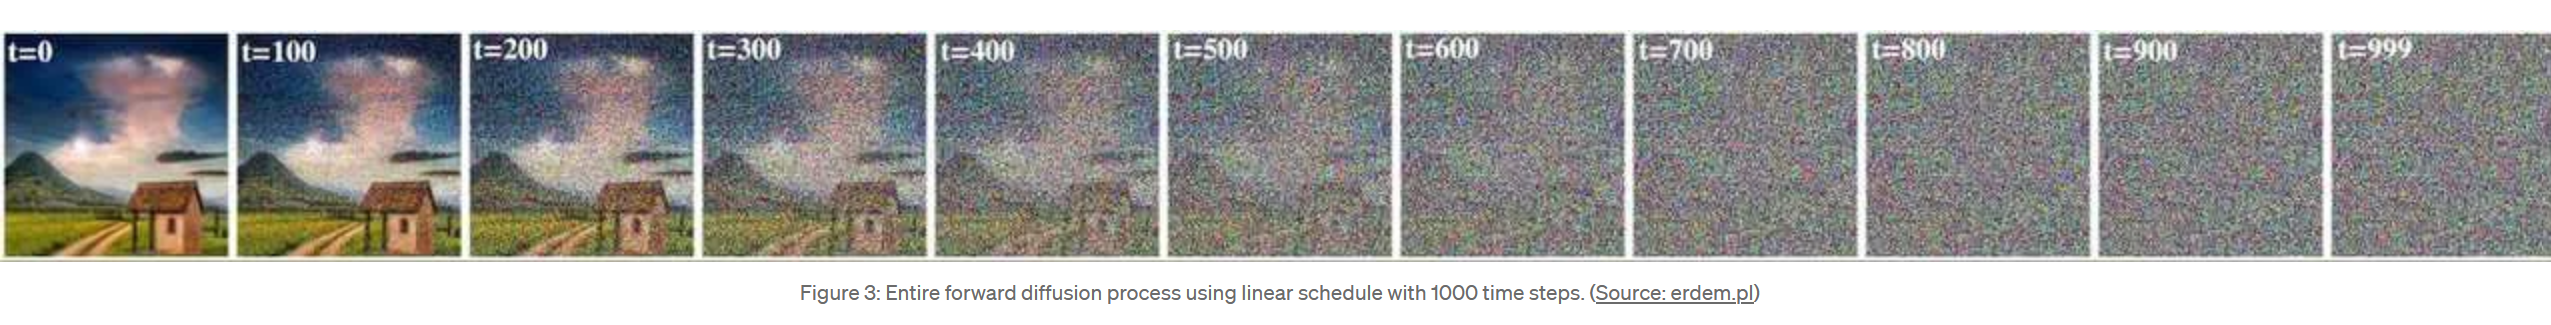 t=0 t=100 t=200 t=300 t=400 t=500 t=600 t=700 t=800 t=900 t=999
Figure 3: Entire forward diffusion process using linear schedule with 1000 time steps. (Source: erdem.pl)